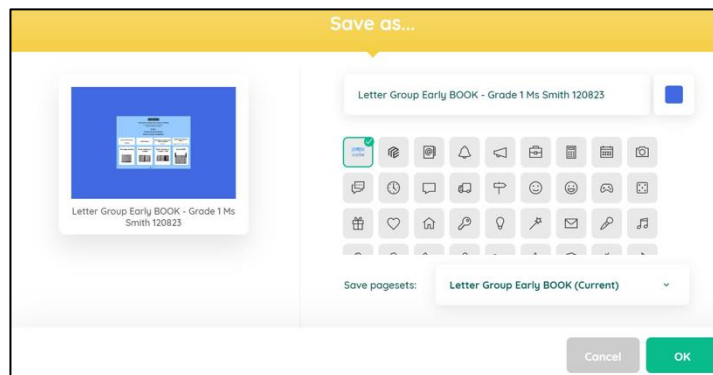 Save as...
Letter Group Early BOOK - Grade 1 Ms Smith 120823
Letter Group Early BOOK - Grade 1 Ms
Smith 120823
Save pagesets:
Letter Group Early BOOK (Current)
Cancel
OK